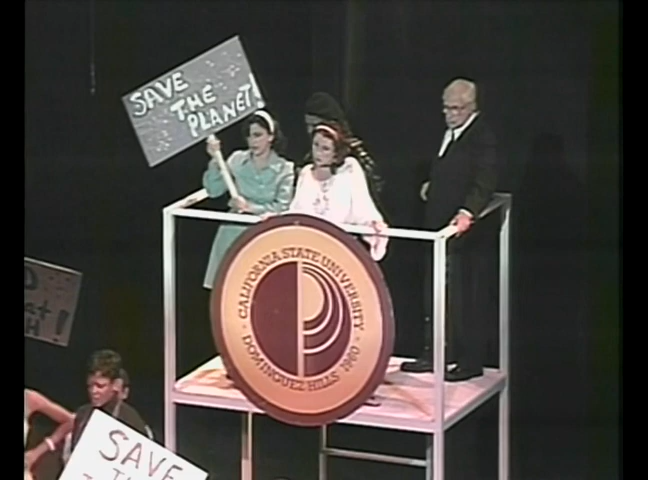 SAVE
THE
PLANET!
CALIFORNIA STATE UNIVERSITY
DOMINGUEZ HILLS 1960
!
SAVE